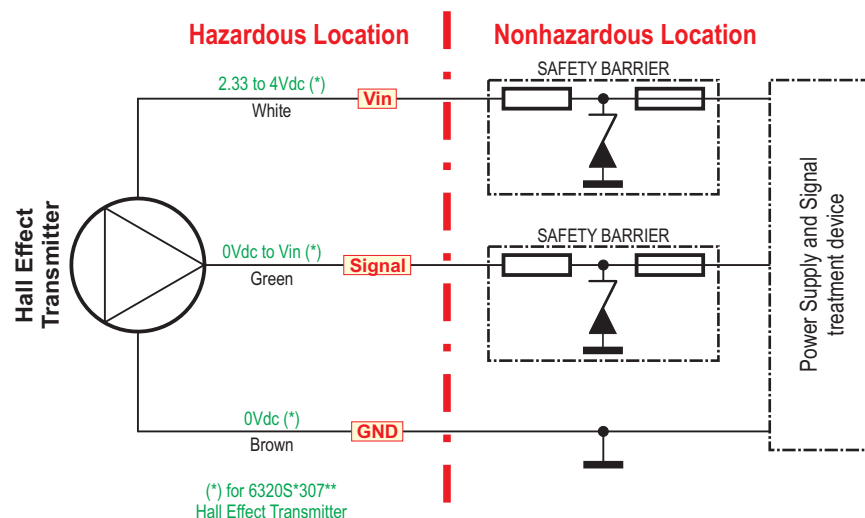 Hazardous Location
Nonhazardous Location
SAFETY BARRIER
2.33 to 4Vdc (*)
Vin
White
Hall Effect
Transmitter
SAFETY BARRIER
0Vdc to Vin (*)
Signal
Green
Power Supply and Signal
treatment device
0Vdc (*)
GND
Brown
(*) for 6320S*307**
Hall Effect Transmitter